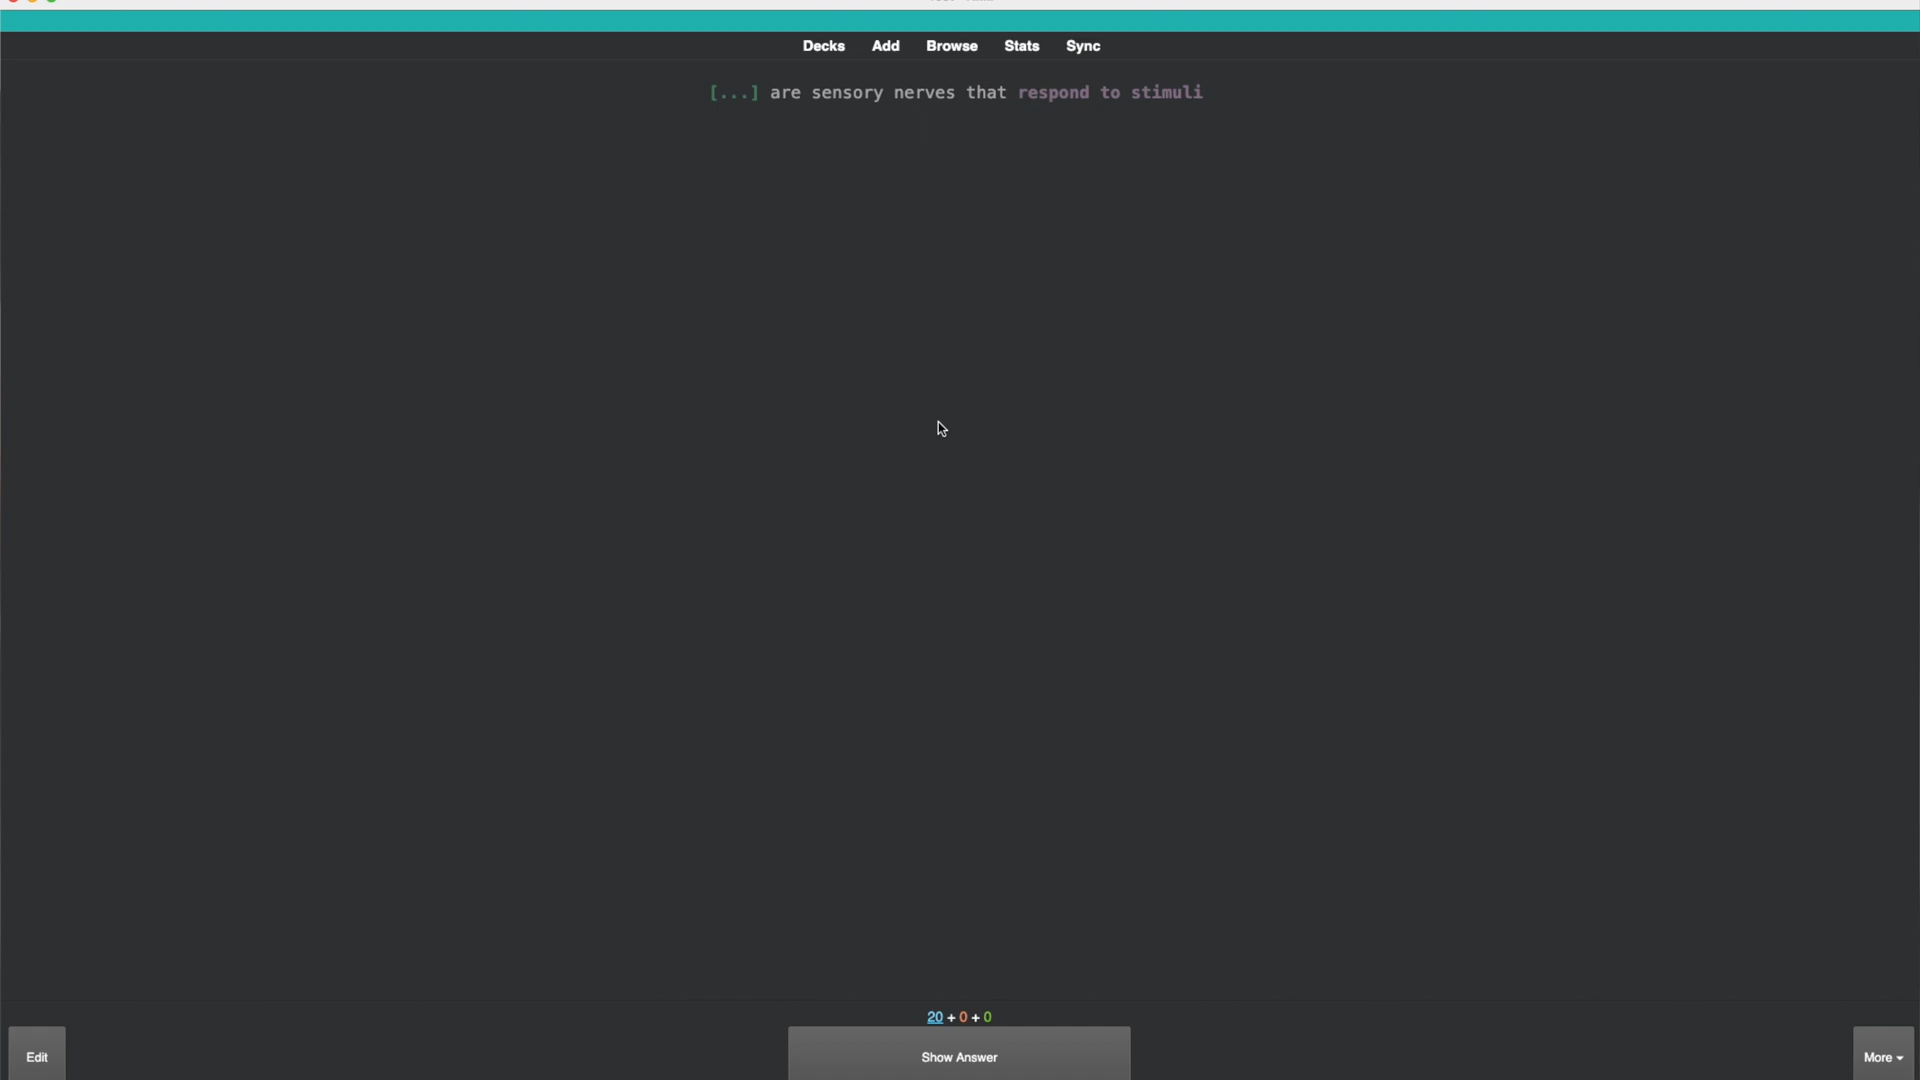 Decks Add Browse Stats Sync
[...] are sensory nerves that respond to stimuli
20 + 0 + 0
Edit Show Answer More